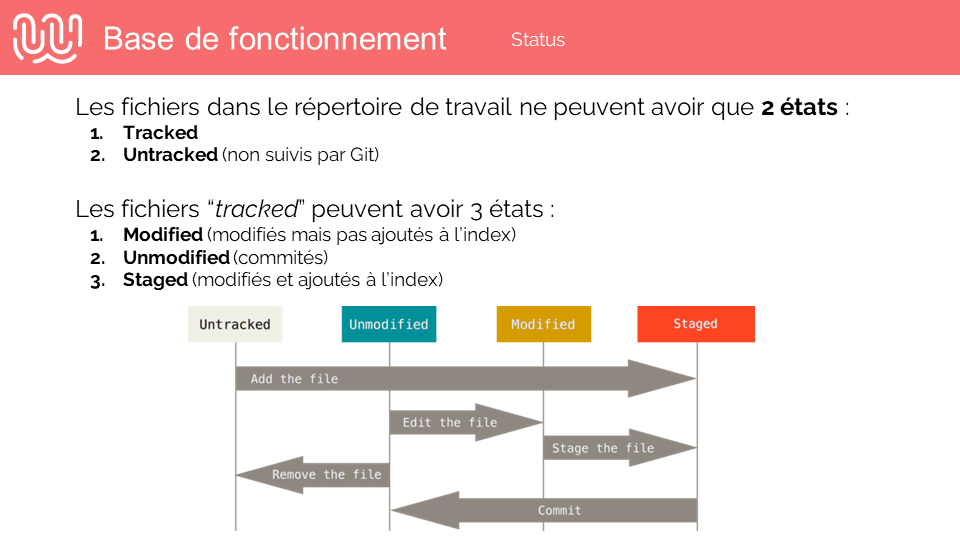 Base de fonctionnement
Status
Les fichiers dans le répertoire de travail ne peuvent avoir que 2 états :
1. Tracked
2. Untracked (non suivis par Git)
Les fichiers “tracked” peuvent avoir 3 états :
1. Modified (modifiés mais pas ajoutés à l'index)
2. Unmodified (commités)
3. Staged (modifiés et ajoutés à l'index)
Untracked
Unmodified
Modified
Staged
Add the file
Edit the file
Stage the file
Remove the file
Commit